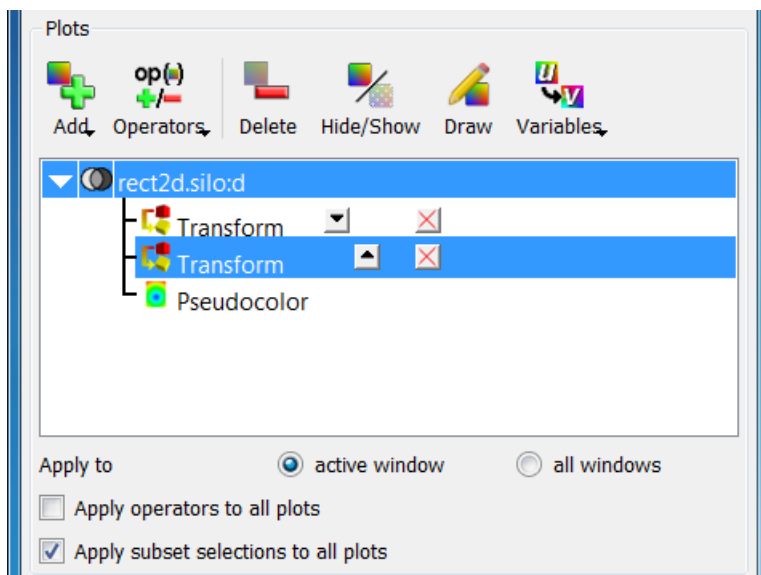 Plots
op( )
+/-
Add Operators Delete Hide/Show Draw Variables
rect2d.silo:d
Transform
Transform
Pseudocolor
Apply to active window all windows
Apply operators to all plots
Apply subset selections to all plots